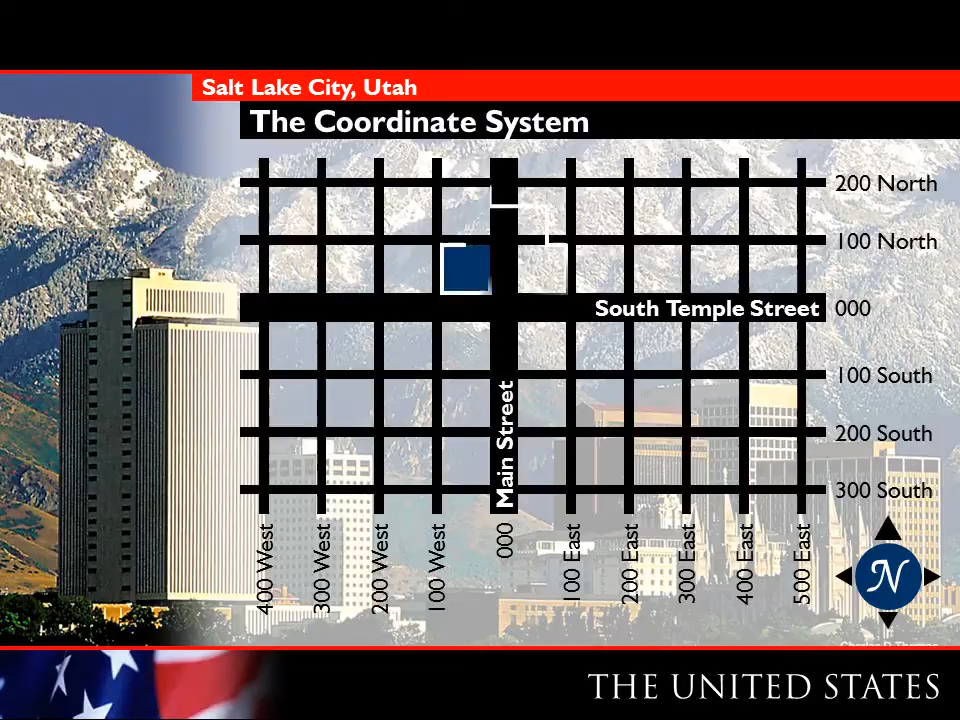 Salt Lake City, Utah
The Coordinate System
200 North
100 North
South Temple Street 000
100 South
200 South
300 South
Main Street
400 West
300 West
200 West
100 West
000
100 East
200 East
300 East
400 East
500 East
N
THE UNITED STATES